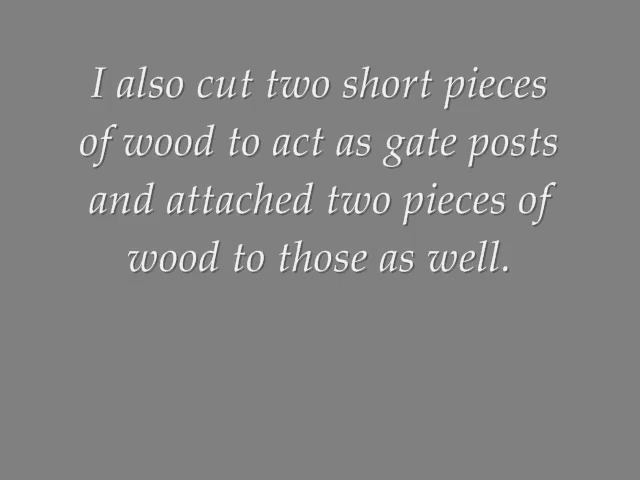 I also cut two short pieces
of wood to act as gate posts
and attached two pieces of
wood to those as well.